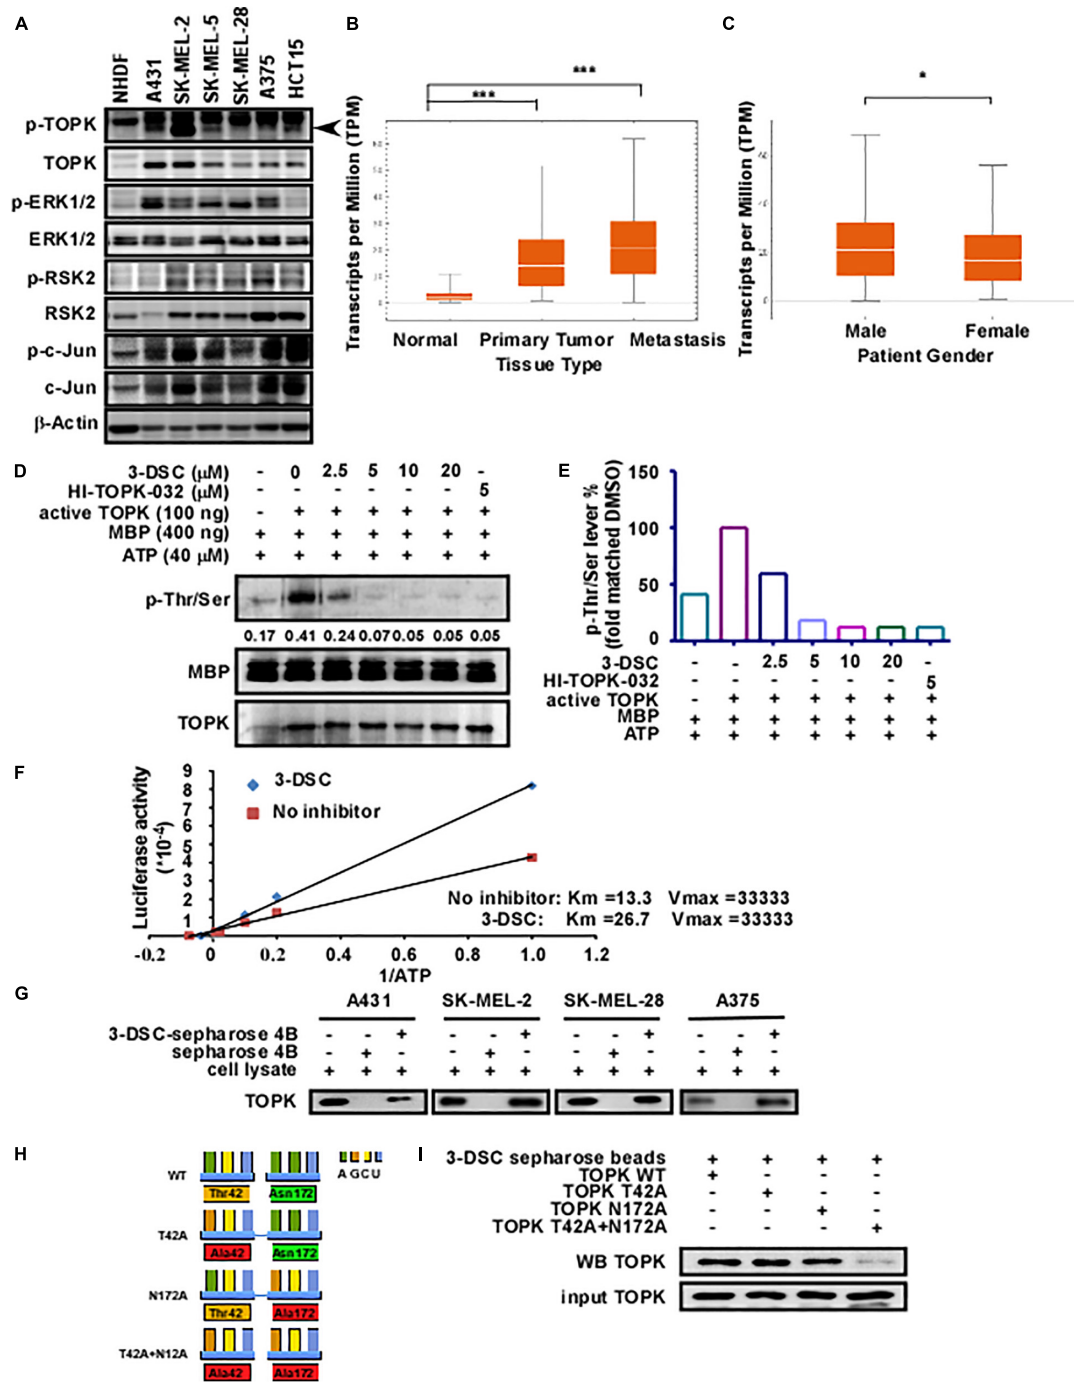 A
NHDF
A431
SK-MEL-2
SK-MEL-5
SK-MEL-28
A375
HCT15
p-TOPK
TOPK
p-ERK1/2
ERK1/2
p-RSK2
RSK2
p-c-Jun
c-Jun
β-Actin
B
***
***
Transcripts per Million (TPM)
Normal Primary Tumor Metastasis
Tissue Type
C
*
Transcripts per Million (TPM)
Male Female
Patient Gender
D
3-DSC (μM) - 0 2.5 5 10 20 -
HI-TOPK-032 (μM) - - - - - - 5
active TOPK (100 ng) - + + + + + +
MBP (400 ng) + + + + + + +
ATP (40 μM) + + + + + + +
p-Thr/Ser
0.17 0.41 0.24 0.07 0.05 0.05 0.05
MBP
TOPK
E
p-Thr/Ser lever %
(fold matched DMSO)
150
100
50
0
3-DSC - - 2.5 5 10 20 -
HI-TOPK-032 - - - - - - 5
active TOPK - + + + + + +
MBP + + + + + + +
ATP + + + + + + +
F
Luciferase activity
(*10-4)
9
8
7
6
5
4
3
2
1
3-DSC
No inhibitor
No inhibitor: Km =13.3 Vmax =33333
3-DSC: Km =26.7 Vmax =33333
-0.2 0 0.2 0.4 0.6 0.8 1.0 1.2
1/ATP
G
A431 SK-MEL-2 SK-MEL-28 A375
3-DSC-sepharose 4B - - + - - + - - + - - +
sepharose 4B - + - - + - - + - - + -
cell lysate + + + + + + + + + + + +
TOPK
H
A G C U
WT
Thr42 Asn172
T42A
Ala42 Asn172
N172A
Thr42 Ala172
T42A+N12A
Ala42 Ala172
I
3-DSC sepharose beads + + + +
TOPK WT + - - -
TOPK T42A - + - -
TOPK N172A - - + -
TOPK T42A+N172A - - - +
WB TOPK
input TOPK